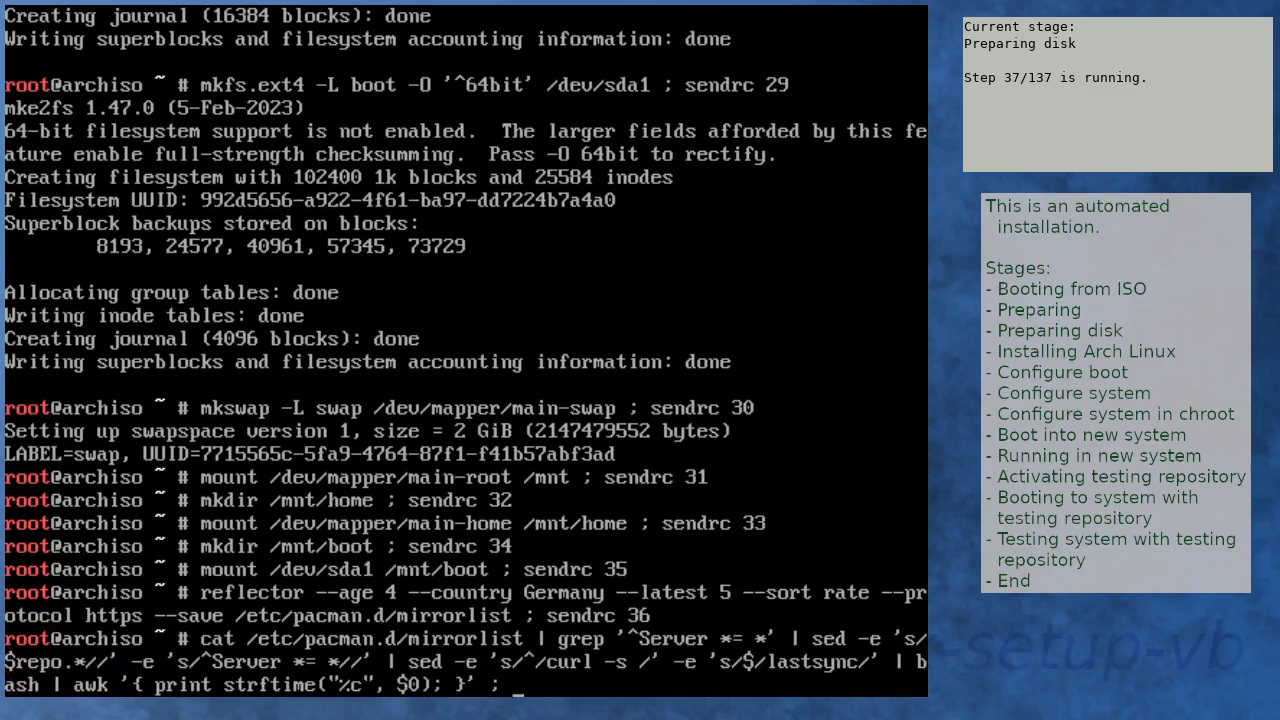 Creating journal (16384 blocks): done
Writing superblocks and filesystem accounting information: done
root@archiso ~ # mkfs.ext4 -L boot -O '^64bit' /dev/sda1 ; sendrc 29
mke2fs 1.47.0 (5-Feb-2023)
64-bit filesystem support is not enabled.  The larger fields afforded by this fe
ature enable full-strength checksumming.  Pass -O 64bit to rectify.
Creating filesystem with 102400 1k blocks and 25584 inodes
Filesystem UUID: 992d5656-a922-4f61-ba97-dd7224b7a4a0
Superblock backups stored on blocks:
        8193, 24577, 40961, 57345, 73729
Allocating group tables: done
Writing inode tables: done
Creating journal (4096 blocks): done
Writing superblocks and filesystem accounting information: done
root@archiso ~ # mkswap -L swap /dev/mapper/main-swap ; sendrc 30
Setting up swapspace version 1, size = 2 GiB (2147479552 bytes)
LABEL=swap, UUID=7715565c-5fa9-4764-87f1-f41b57abf3ad
root@archiso ~ # mount /dev/mapper/main-root /mnt ; sendrc 31
root@archiso ~ # mkdir /mnt/home ; sendrc 32
root@archiso ~ # mount /dev/mapper/main-home /mnt/home ; sendrc 33
root@archiso ~ # mkdir /mnt/boot ; sendrc 34
root@archiso ~ # mount /dev/sda1 /mnt/boot ; sendrc 35
root@archiso ~ # reflector --age 4 --country Germany --latest 5 --sort rate --pr
otocol https --save /etc/pacman.d/mirrorlist ; sendrc 36
root@archiso ~ # cat /etc/pacman.d/mirrorlist | grep '^Server *= *' | sed -e 's/
$repo.*//' -e 's/^Server *= *//' | sed -e 's/^/curl -s /' -e 's/$/lastsync/' | b
ash | awk '{ print strftime("%c", $0); }' ; _
Current stage:
Preparing disk
Step 37/137 is running.
This is an automated
installation.
Stages:
- Booting from ISO
- Preparing
- Preparing disk
- Installing Arch Linux
- Configure boot
- Configure system
- Configure system in chroot
- Boot into new system
- Running in new system
- Activating testing repository
- Booting to system with
testing repository
- Testing system with testing
repository
- End
-setup-vb